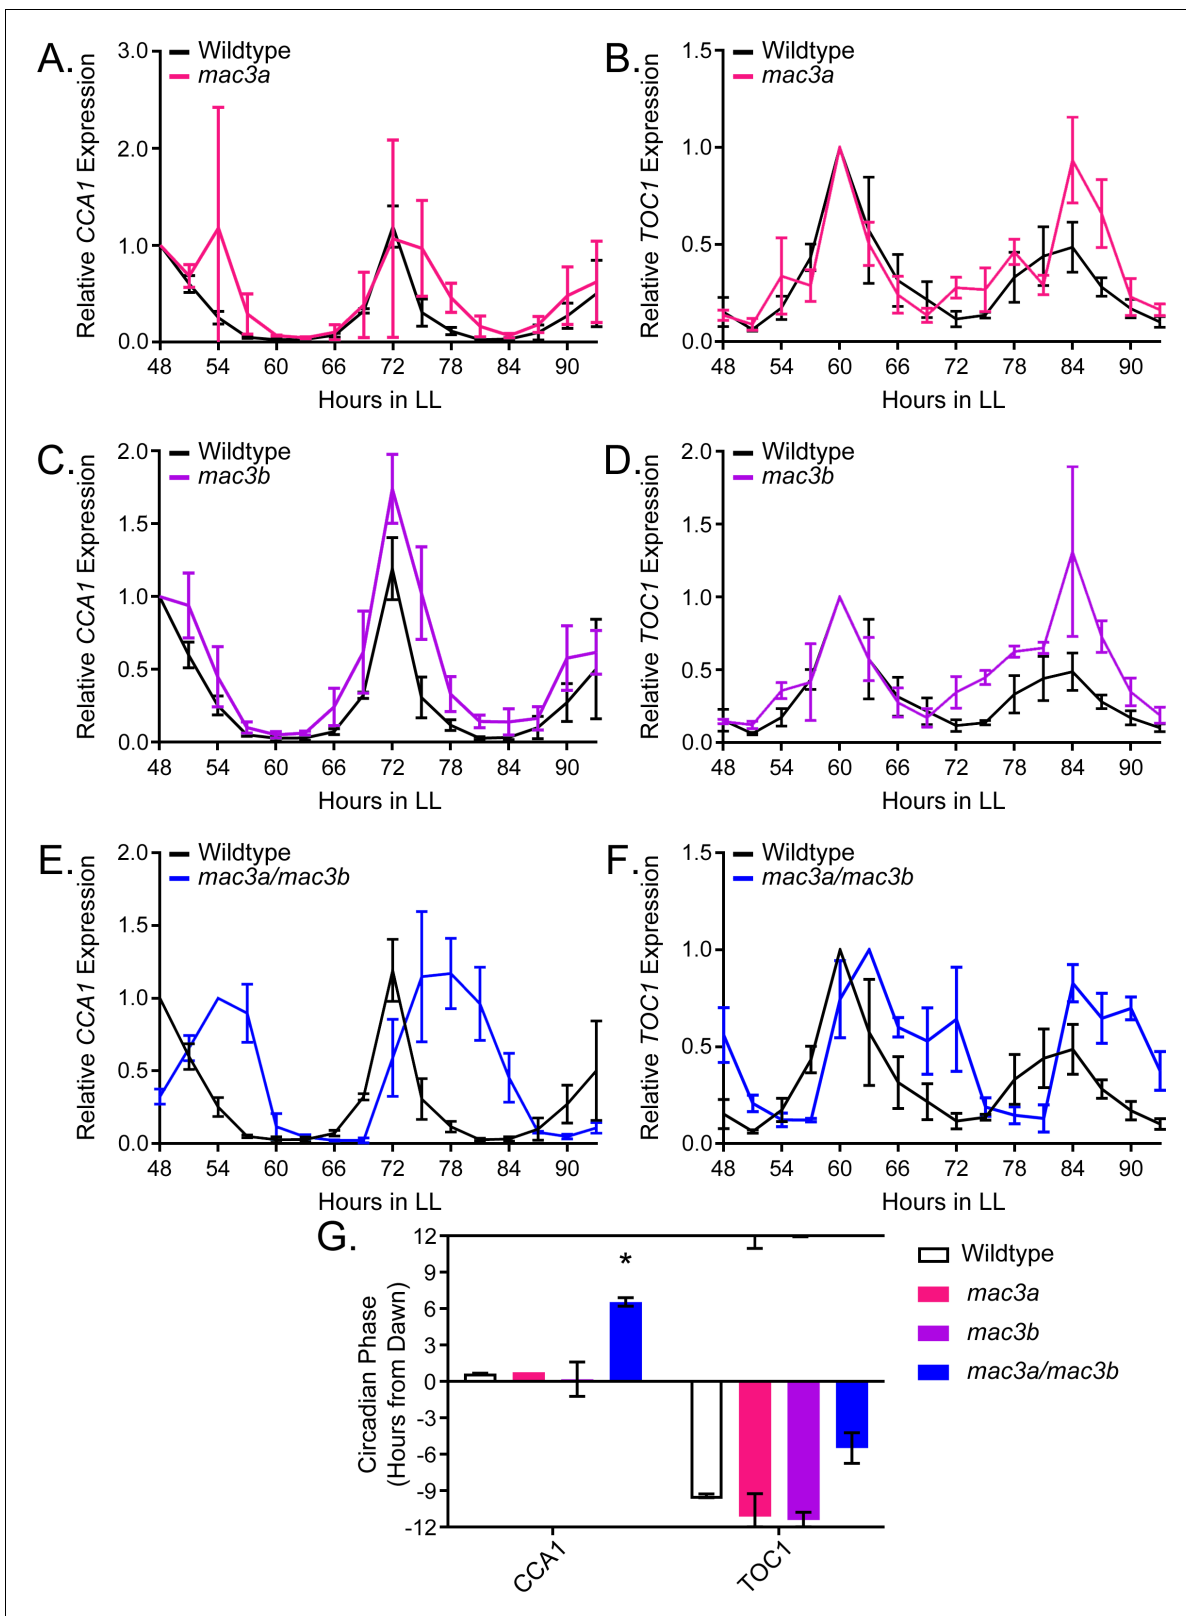 A.
Wildtype
mac3a
Relative CCA1 Expression
3.0
2.0
1.0
0.0
48 54 60 66 72 78 84 90
Hours in LL
B.
Wildtype
mac3a
Relative TOC1 Expression
1.5
1.0
0.5
0.0
48 54 60 66 72 78 84 90
Hours in LL
C.
Wildtype
mac3b
Relative CCA1 Expression
2.0
1.5
1.0
0.5
0.0
48 54 60 66 72 78 84 90
Hours in LL
D.
Wildtype
mac3b
Relative TOC1 Expression
2.0
1.5
1.0
0.5
0.0
48 54 60 66 72 78 84 90
Hours in LL
E.
Wildtype
mac3a/mac3b
Relative CCA1 Expression
2.0
1.5
1.0
0.5
0.0
48 54 60 66 72 78 84 90
Hours in LL
F.
Wildtype
mac3a/mac3b
Relative TOC1 Expression
1.5
1.0
0.5
0.0
48 54 60 66 72 78 84 90
Hours in LL
G.
Circadian Phase
(Hours from Dawn)
12
9
6
3
0
-3
-6
-9
-12
*
CCA1
TOC1
Wildtype
mac3a
mac3b
mac3a/mac3b